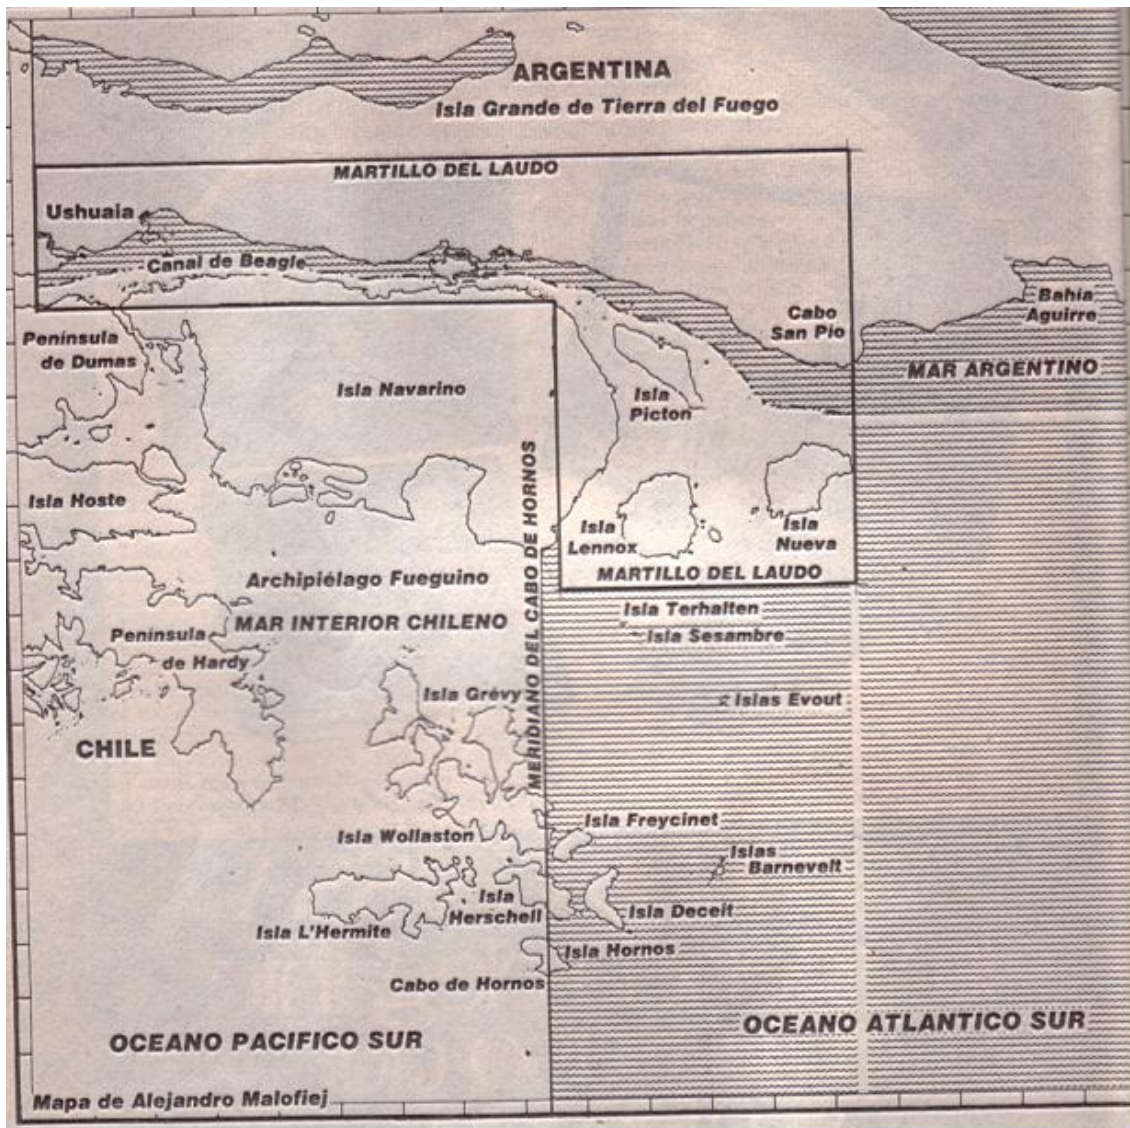 ARGENTINA
Isla Grande de Tierra del Fuego
MARTILLO DEL LAUDO
Ushuaia
Canal de Beagle
Bahía
Aguirre
Cabo
San Pío
Península
de Dumas
MAR ARGENTINO
Isla Navarino
Isla
Picton
Isla Hoste
MERIDIANO DEL CABO DE HORNOS
Isla
Lennox
Isla
Nueva
MARTILLO DEL LAUDO
Archipiélago Fueguino
MAR INTERIOR CHILENO
Isla Terhalten
Isla Sesambre
Península
de Hardy
Isla Grévy
Islas Evout
CHILE
Isla Freycinet
Isla Wollaston
Islas
Barnevelt
Isla
Herschell
Isla Deceit
Isla L'Hermite
Isla Hornos
Cabo de Hornos
OCEANO PACIFICO SUR
OCEANO ATLANTICO SUR
Mapa de Alejandro Malofiej